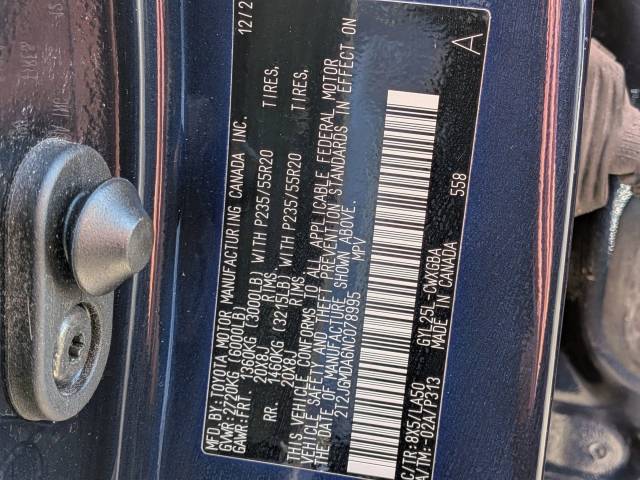 MFD. BY: TOYOTA MOTOR MANUFACTURING CANADA INC. 12/2
GVWR: 2720KG (6000LB)
GAWR: FRT. 1360KG (3000LB) WITH P235/55R20 TIRES,
20X8J RIMS
RR. 1460KG (3215LB) WITH P235/55R20 TIRES,
20X8J RIMS
THIS VEHICLE CONFORMS TO ALL APPLICABLE FEDERAL MOTOR
VEHICLE SAFETY AND THEFT PREVENTION STANDARDS IN EFFECT ON
THE DATE OF MANUFACTURE SHOWN ABOVE.
2T2JGMDA6NC078985 MPV
C/TR: 8X5/LA50 GYL25L-CWXGBA
A/TM: -02A/P313 MADE IN CANADA 558 A